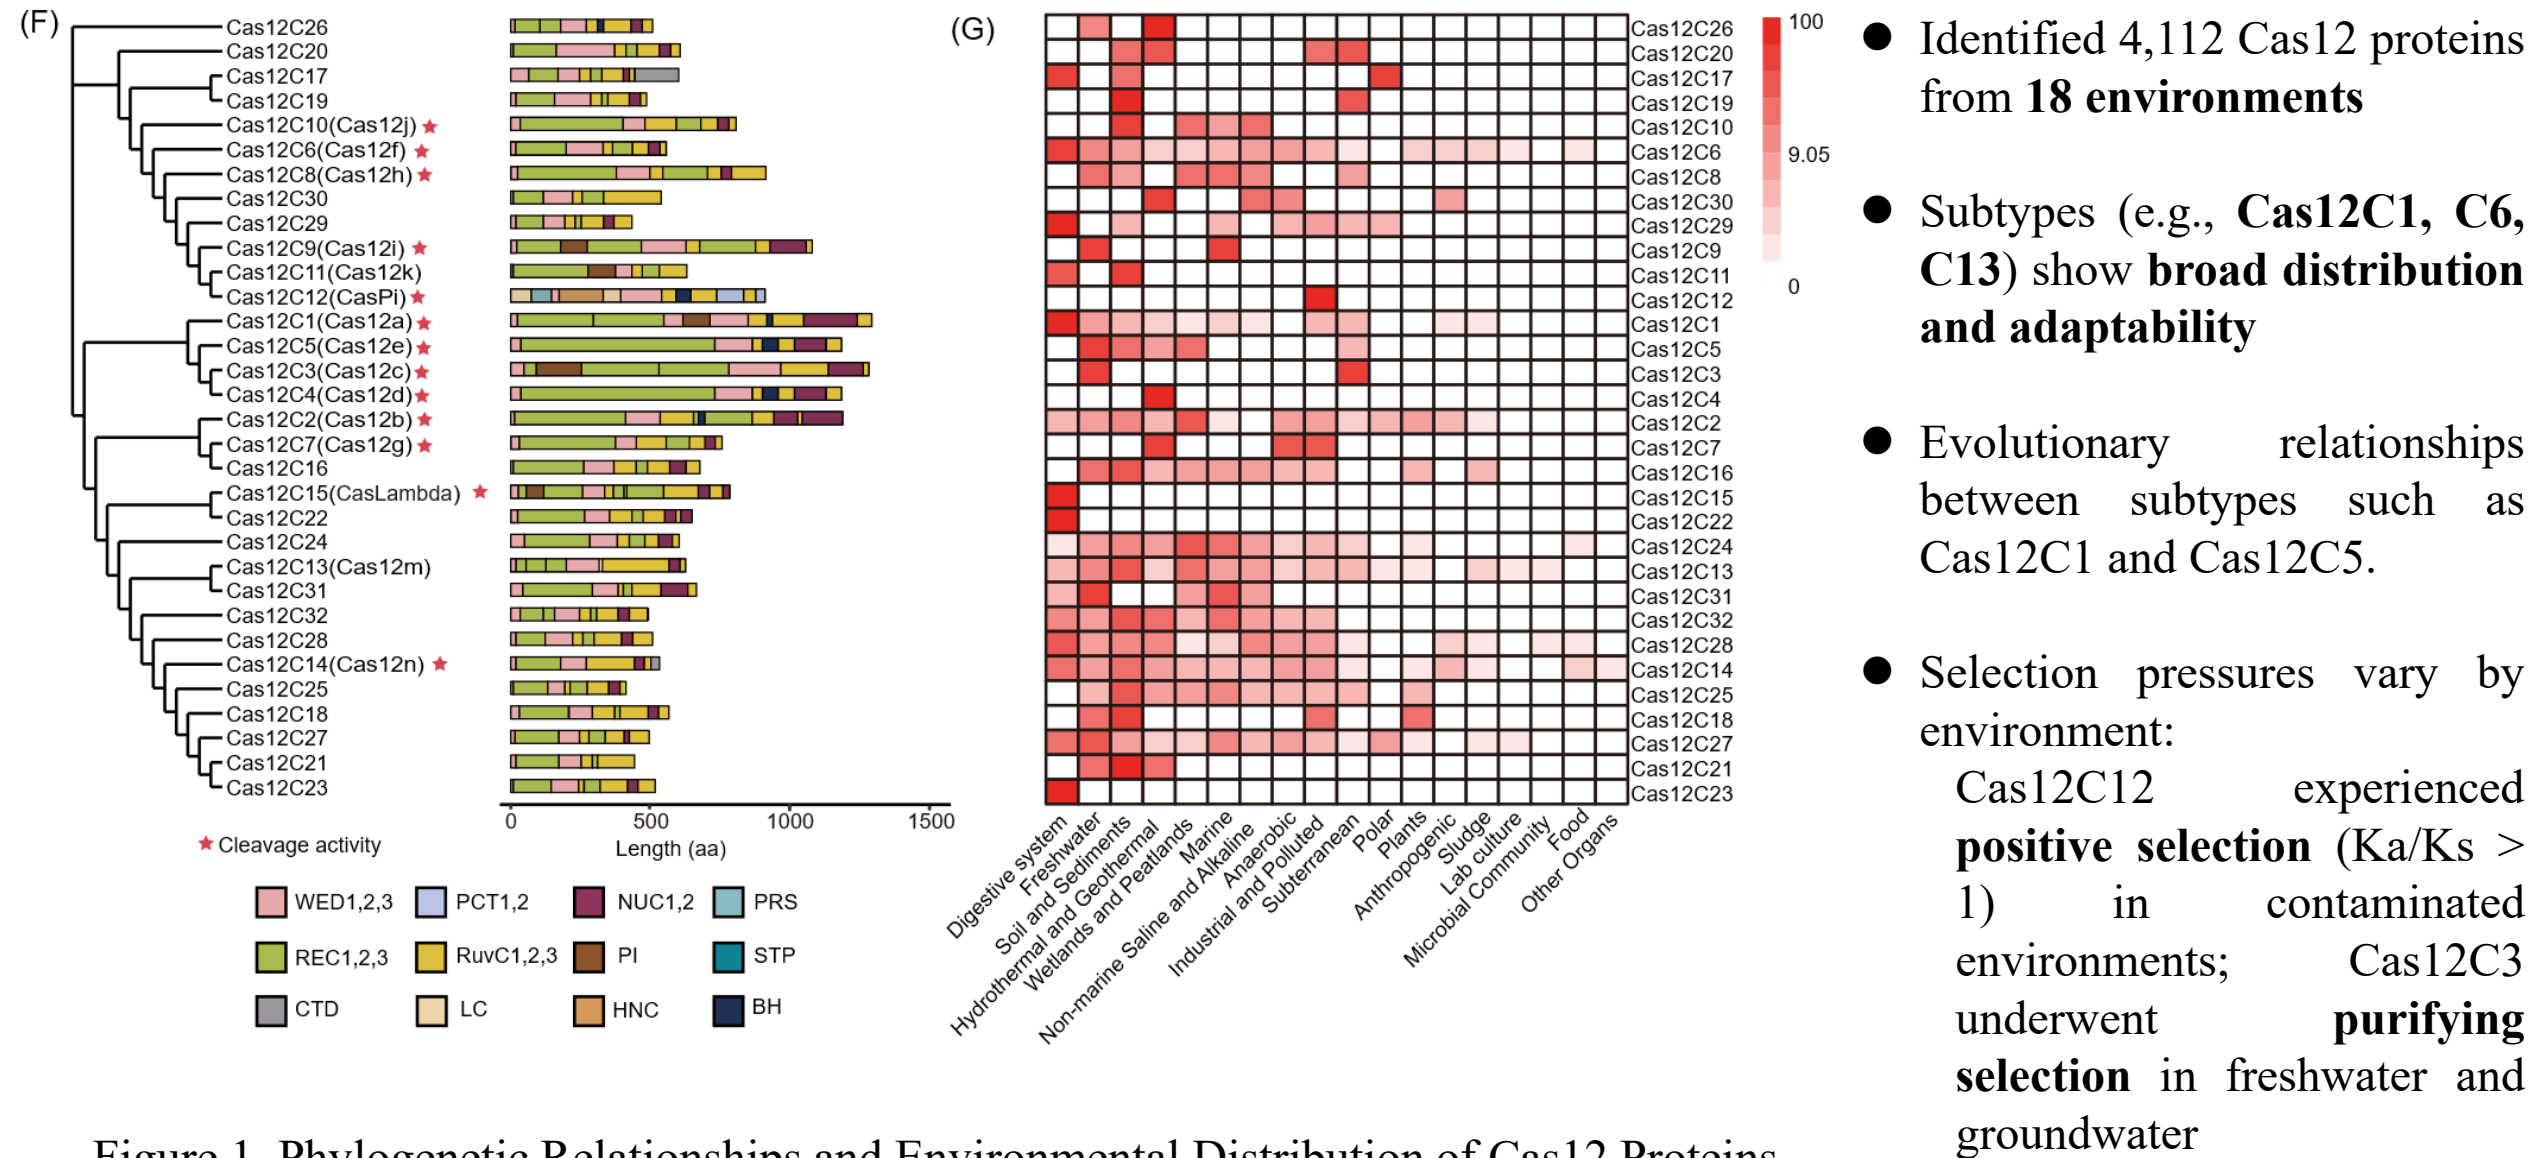 (F)
Cas12C26
Cas12C20
Cas12C17
Cas12C19
Cas12C10(Cas12j)
Cas12C6(Cas12f)
Cas12C8(Cas12h)
Cas12C30
Cas12C29
Cas12C9(Cas12i)
Cas12C11(Cas12k)
Cas12C12(CasPi)
Cas12C1(Cas12a)
Cas12C5(Cas12e)
Cas12C3(Cas12c)
Cas12C4(Cas12d)
Cas12C2(Cas12b)
Cas12C7(Cas12g)
Cas12C16
Cas12C15(CasLambda)
Cas12C22
Cas12C24
Cas12C13(Cas12m)
Cas12C31
Cas12C32
Cas12C28
Cas12C14(Cas12n)
Cas12C25
Cas12C18
Cas12C27
Cas12C21
Cas12C23
0 500 1000 1500
Length (aa)
Cleavage activity
WED1,2,3 PCT1,2 NUC1,2 PRS
REC1,2,3 RuvC1,2,3 PI STP
CTD LC HNC BH
(G)
Cas12C26
Cas12C20
Cas12C17
Cas12C19
Cas12C10
Cas12C6
Cas12C8
Cas12C30
Cas12C29
Cas12C9
Cas12C11
Cas12C12
Cas12C1
Cas12C5
Cas12C3
Cas12C4
Cas12C2
Cas12C7
Cas12C16
Cas12C15
Cas12C22
Cas12C24
Cas12C13
Cas12C31
Cas12C32
Cas12C28
Cas12C14
Cas12C25
Cas12C18
Cas12C27
Cas12C21
Cas12C23
Digestive system
Freshwater
Soil and Sediments
Hydrothermal and Geothermal
Wetlands and Peatlands
Marine
Non-marine Saline and Alkaline
Anaerobic
Industrial and Polluted
Subterranean
Polar
Plants
Anthropogenic
Sludge
Lab culture
Microbial Community
Food
Other Organs
100
9.05
0
● Identified 4,112 Cas12 proteins
from 18 environments
● Subtypes (e.g., Cas12C1, C6,
C13) show broad distribution
and adaptability
● Evolutionary relationships
between subtypes such as
Cas12C1 and Cas12C5.
● Selection pressures vary by
environment:
Cas12C12 experienced
positive selection (Ka/Ks >
1) in contaminated
environments; Cas12C3
underwent purifying
selection in freshwater and
groundwater
Figure 1. Phylogenetic Relationships and Environmental Distribution of Cas12 Proteins